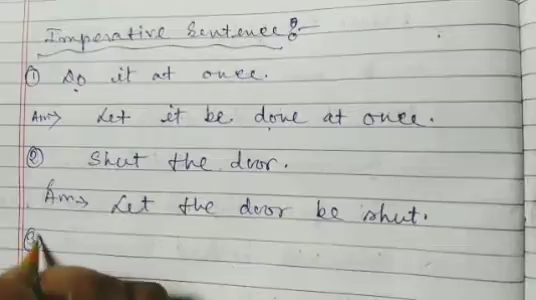 Imperative Sentence :-
① Do it at once.
Ans→ Let it be done at once.
② Shut the door.
Ans→ Let the door be shut.